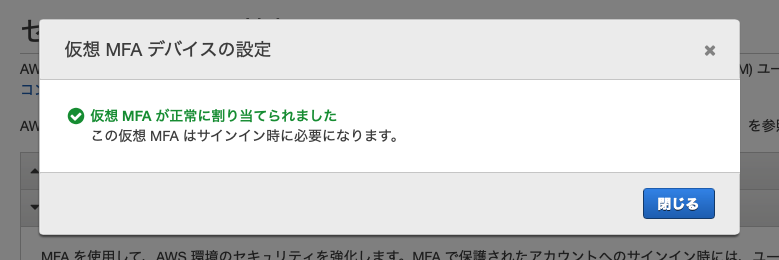 セ
仮想 MFA デバイスの設定
AW
M) ユー
コン
仮想 MFA が正常に割り当てられました
この仮想 MFA はサインイン時に必要になります。
AW
を参照
閉じる
MFA を使用して、AWS 環境のセキュリティを強化します。MFA で保護されたアカウントへのサインイン時には、ユー